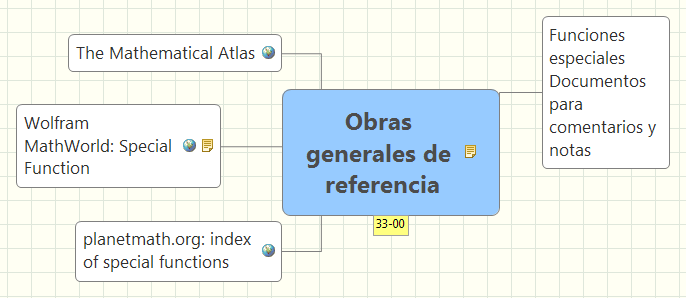 The Mathematical Atlas
Wolfram
MathWorld: Special
Function
planetmath.org: index
of special functions
Obras
generales de
referencia
33-00
Funciones
especiales
Documentos
para
comentarios y
notas